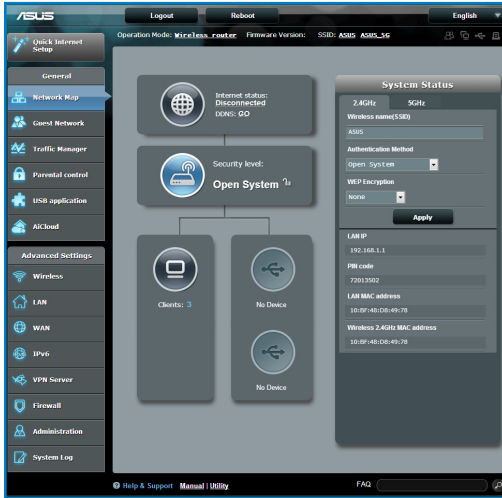 ASUS
Logout
Reboot
English
Quick Internet
Setup
Operation Mode: Wireless router Firmware Version: SSID: ASUS ASUS_5G
General
Network Map
Guest Network
Traffic Manager
Parental control
USB application
AiCloud
Advanced Settings
Wireless
LAN
WAN
IPv6
VPN Server
Firewall
Administration
System Log
Internet status:
Disconnected
DDNS: GO
Security level:
Open System
Clients: 3
No Device
No Device
System Status
2.4GHz 5GHz
Wireless name(SSID)
ASUS
Authentication Method
Open System
WEP Encryption
None
Apply
LAN IP
192.168.1.1
PIN code
72013502
LAN MAC address
10:BF:48:D8:49:78
Wireless 2.4GHz MAC address
10:BF:48:D8:49:78
Help & Support Manual | Utility
FAQ